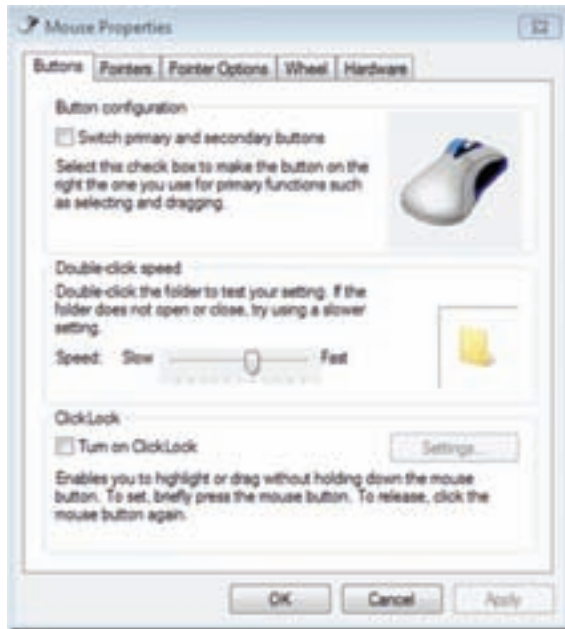 Mouse Properties
Buttons Pointers Pointer Options Wheel Hardware
Button configuration
Switch primary and secondary buttons
Select this check box to make the button on the
right the one you use for primary functions such
as selecting and dragging.
Double-click speed
Double-click the folder to test your setting. If the
folder does not open or close, try using a slower
setting.
Speed: Slow Fast
ClickLock
Turn on ClickLock
Settings...
Enables you to highlight or drag without holding down the mouse
button. To set, briefly press the mouse button. To release, click the
mouse button again.
OK Cancel Apply